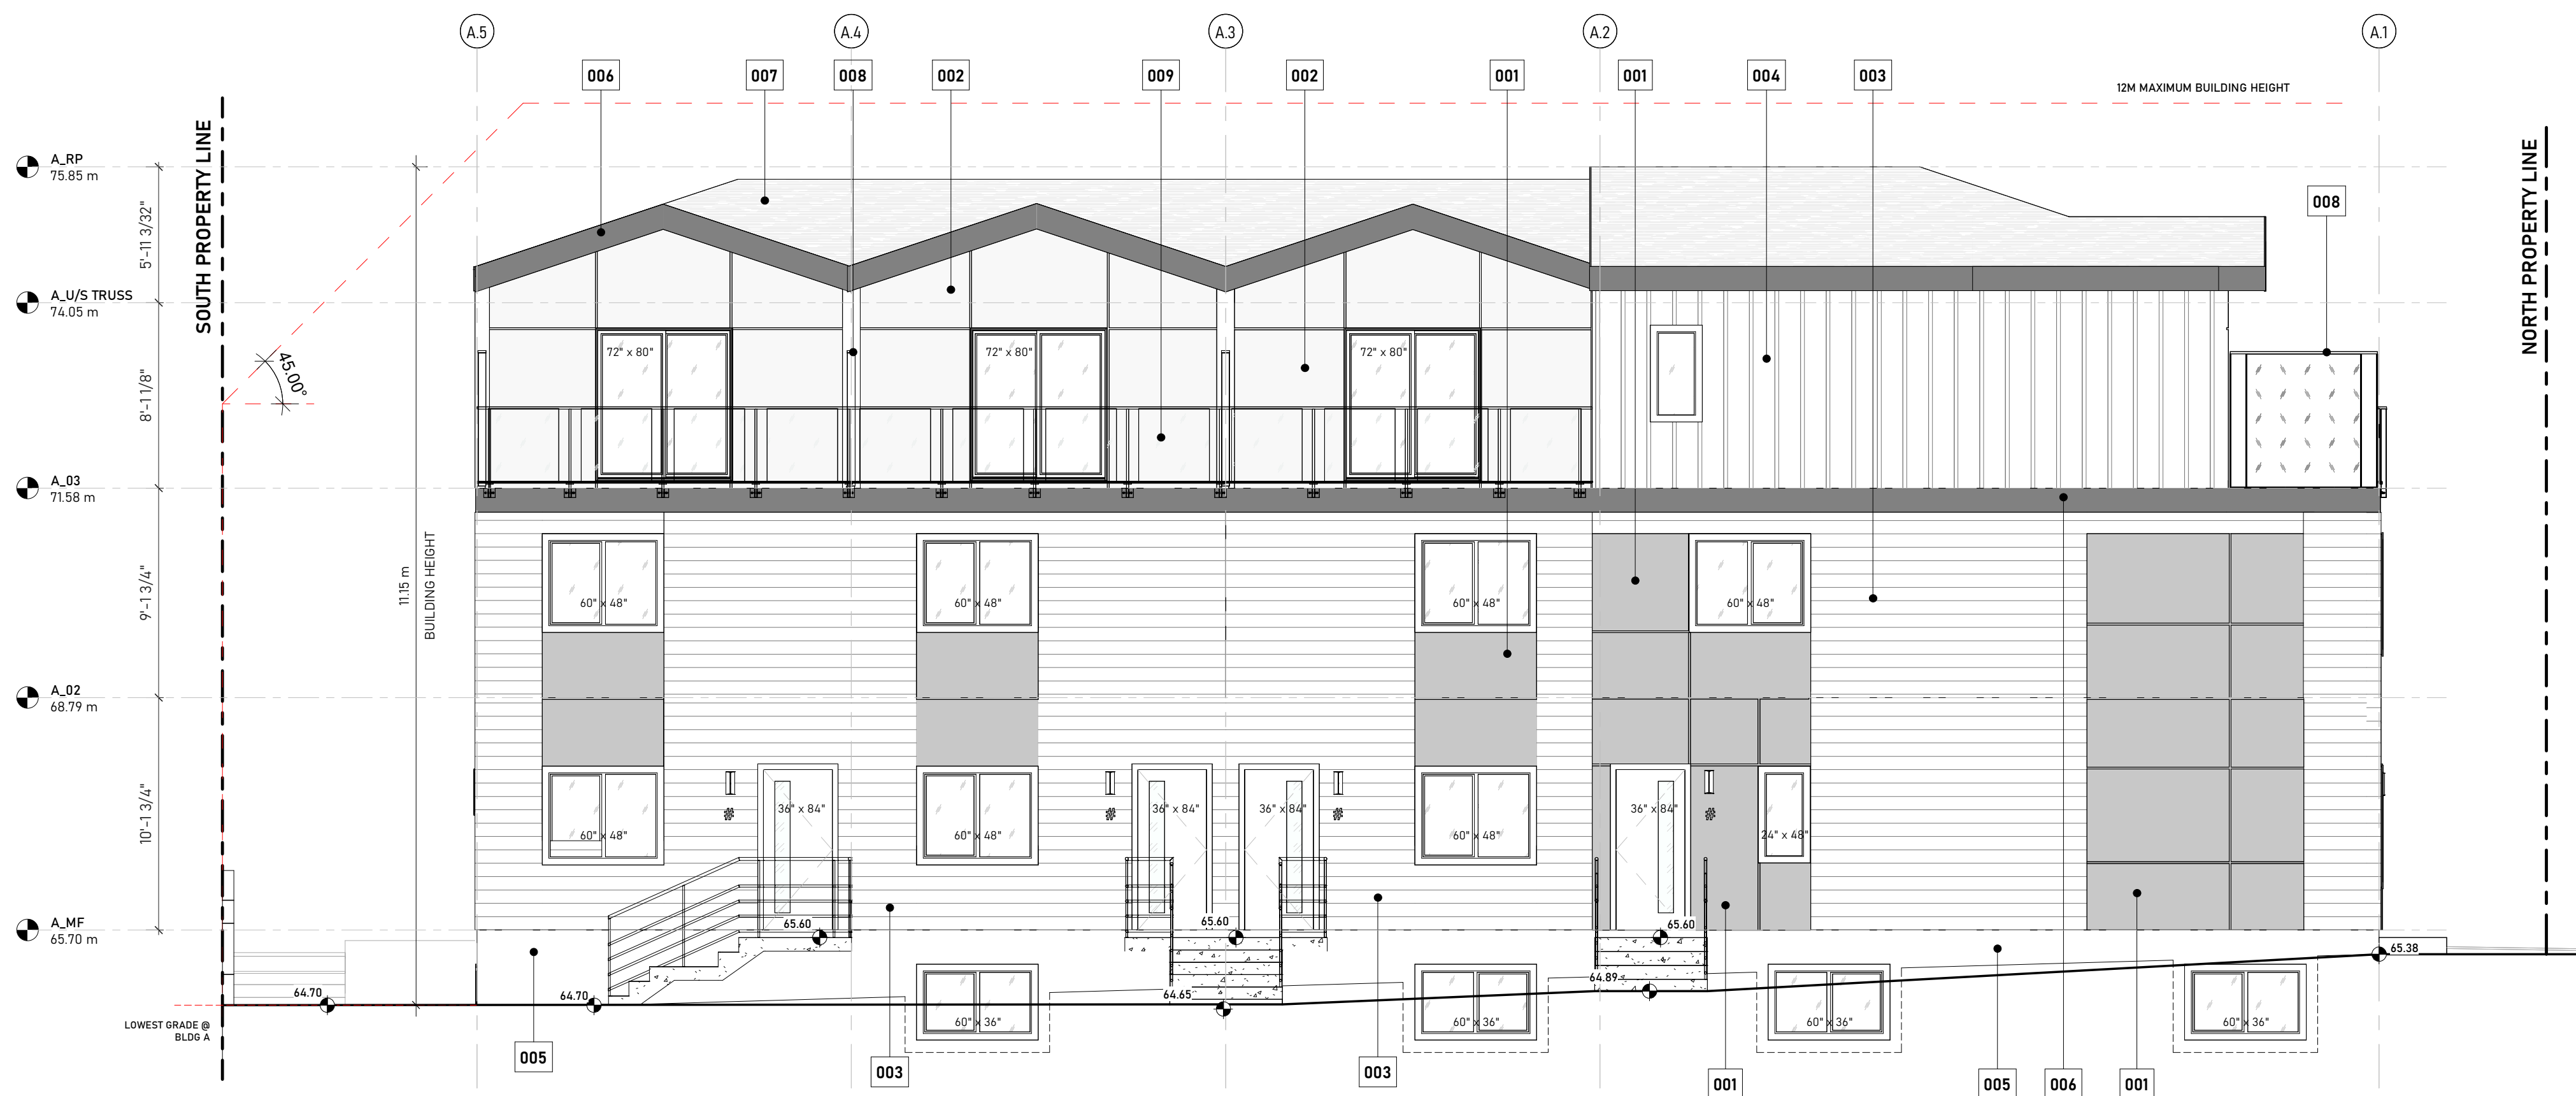 A.5
A.4
A.3
A.2
A.1
006
007
008
002
009
002
001
001
004
003
12M MAXIMUM BUILDING HEIGHT
SOUTH PROPERTY LINE
NORTH PROPERTY LINE
A_RP
75.85 m
5'-11 3/32"
008
A_U/S TRUSS
74.05 m
45.00°
72" x 80"
72" x 80"
72" x 80"
8'-1 1/8"
A_03
71.58 m
11.15 m
BUILDING HEIGHT
9'-1 3/4"
60" x 48"
60" x 48"
60" x 48"
60" x 48"
A_02
68.79 m
10'-1 3/4"
36" x 84"
36" x 84"
36" x 84"
36" x 84"
60" x 48"
60" x 48"
60" x 48"
24" x 48"
#
#
#
#
A_MF
65.70 m
65.60
65.60
65.60
65.38
64.70
64.70
64.65
64.89
LOWEST GRADE @
BLDG A
60" x 36"
60" x 36"
60" x 36"
60" x 36"
005
003
003
001
005
006
001